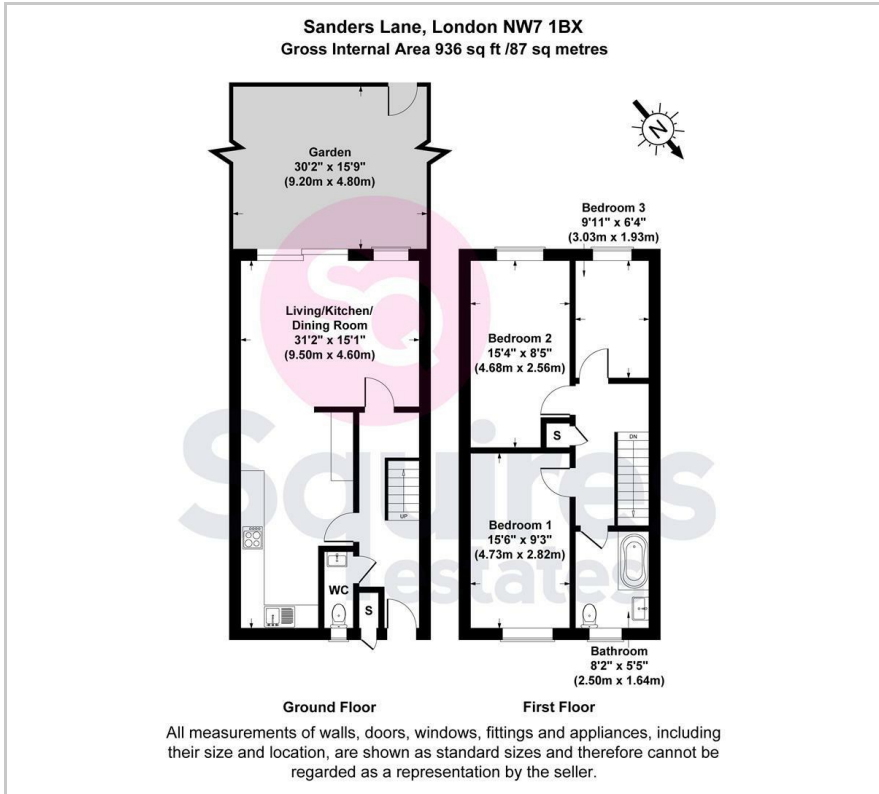 Sanders Lane, London NW7 1BX
Gross Internal Area 936 sq ft /87 sq metres
N
Garden
30'2" x 15'9"
(9.20m x 4.80m)
Living/Kitchen/
Dining Room
31'2" x 15'1"
(9.50m x 4.60m)
UP
WC
S
Ground Floor
Bedroom 3
9'11" x 6'4"
(3.03m x 1.93m)
Bedroom 2
15'4" x 8'5"
(4.68m x 2.56m)
S
DN
Bedroom 1
15'6" x 9'3"
(4.73m x 2.82m)
Bathroom
8'2" x 5'5"
(2.50m x 1.64m)
First Floor
SQ
Squires
estates
All measurements of walls, doors, windows, fittings and appliances, including
their size and location, are shown as standard sizes and therefore cannot be
regarded as a representation by the seller.